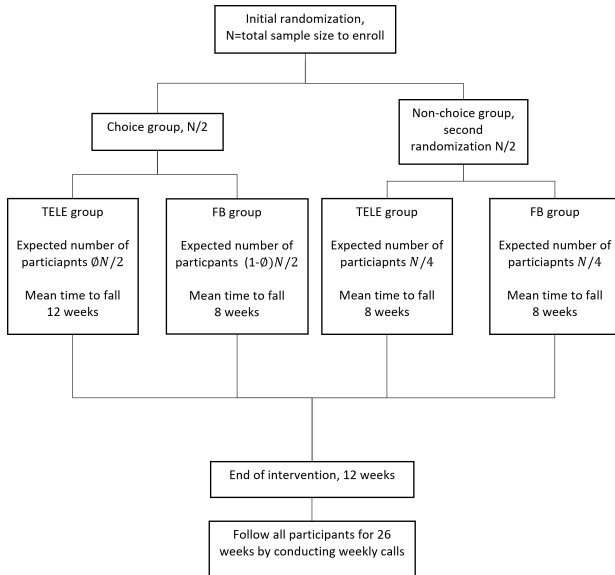 Initial randomization,
N=total sample size to enroll
Choice group, N/2
Non-choice group,
second
randomization N/2
TELE group
Expected number of
particiapnts ∅N/2
Mean time to fall
12 weeks
FB group
Expected number of
particpants (1-∅)N/2
Mean time to fall
8 weeks
TELE group
Expected number of
particiapnts N/4
Mean time to fall
8 weeks
FB group
Expected number of
particiapnts N/4
Mean time to fall
8 weeks
End of intervention, 12 weeks
Follow all participants for 26
weeks by conducting weekly calls